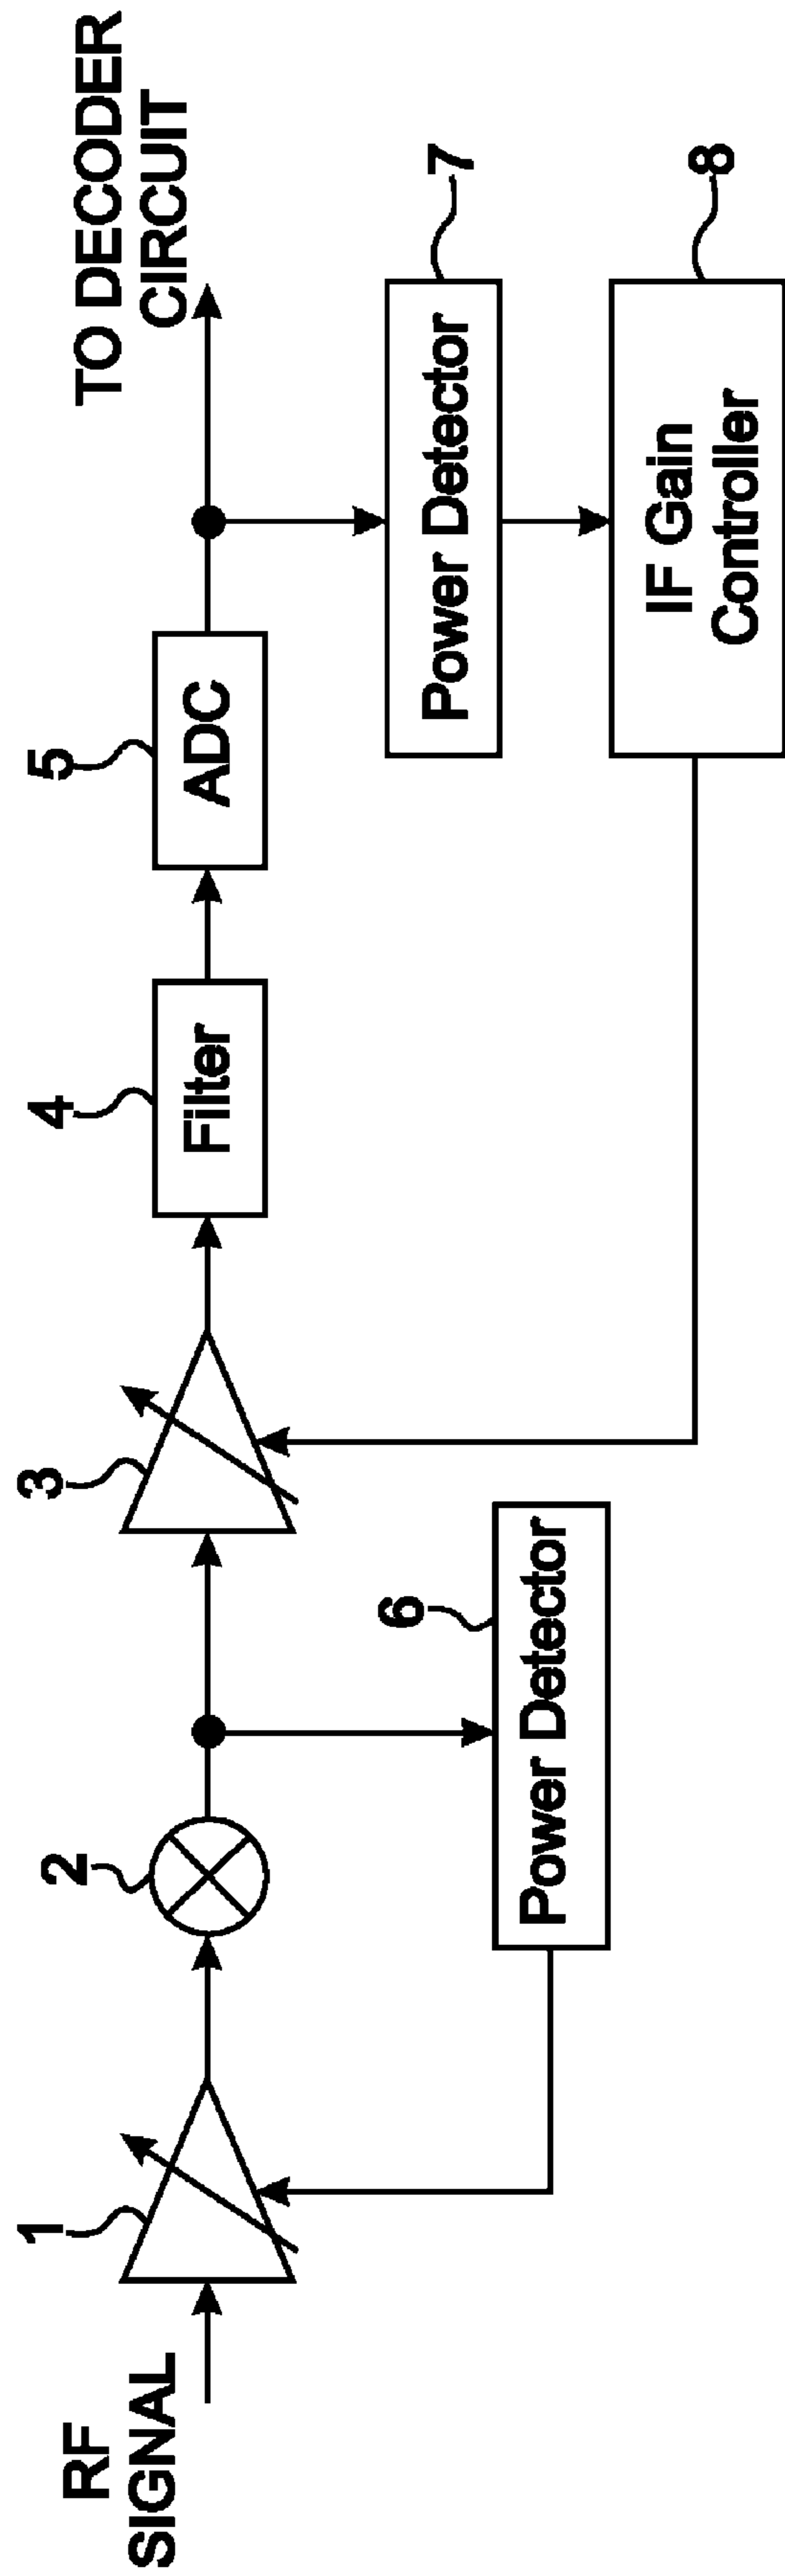 RF
SIGNAL
1
2
3
4
Filter
5
ADC
TO DECODER
CIRCUIT
6
Power Detector
7
Power Detector
8
IF Gain
Controller